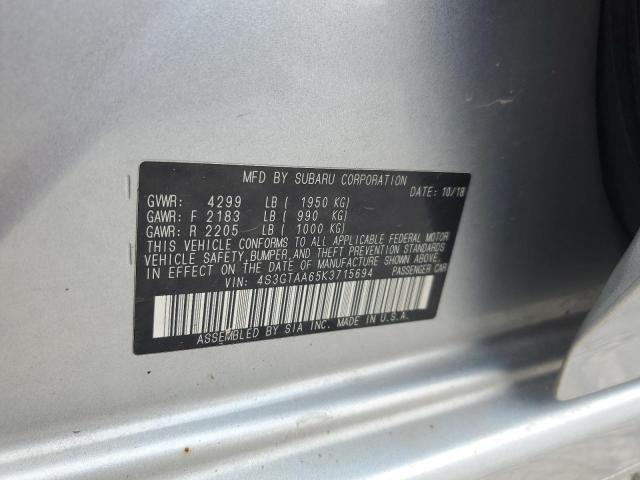 MFD BY SUBARU CORPORATION
DATE: 10/18
GVWR: 4299 LB ( 1950 KG)
GAWR: F 2183 LB ( 990 KG)
GAWR: R 2205 LB ( 1000 KG)
THIS VEHICLE CONFORMS TO ALL APPLICABLE FEDERAL MOTOR
VEHICLE SAFETY, BUMPER, AND THEFT PREVENTION STANDARDS
IN EFFECT ON THE DATE OF MANUFACTURE SHOWN ABOVE.
VIN: 4S3GTAA65K3715694 PASSENGER CAR
ASSEMBLED BY SIA INC. MADE IN U.S.A.